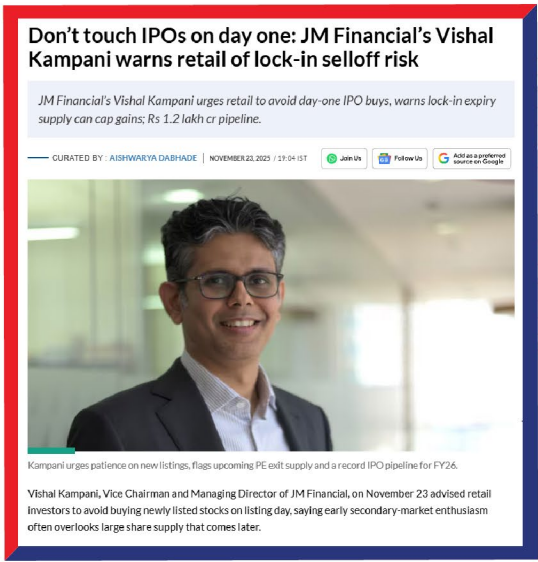 Don't touch IPOs on day one: JM Financial's Vishal
Kampani warns retail of lock-in selloff risk
JM Financial's Vishal Kampani urges retail to avoid day-one IPO buys, warns lock-in expiry
supply can cap gains; Rs 1.2 lakh cr pipeline.
CURATED BY : AISHWARYA DABHADE | NOVEMBER 23, 2025 / 19:04 IST
Join Us
Follow Us
Add as a preferred
source on Google
Kampani urges patience on new listings, flags upcoming PE exit supply and a record IPO pipeline for FY26.
Vishal Kampani, Vice Chairman and Managing Director of JM Financial, on November 23 advised retail
investors to avoid buying newly listed stocks on listing day, saying early secondary-market enthusiasm
often overlooks large share supply that comes later.